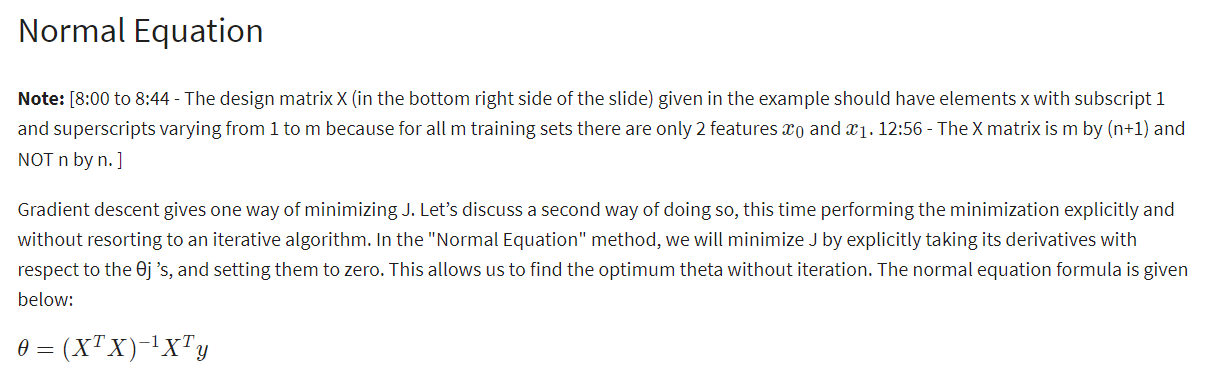 Normal Equation
Note: [8:00 to 8:44 - The design matrix X (in the bottom right side of the slide) given in the example should have elements x with subscript 1
and superscripts varying from 1 to m because for all m training sets there are only 2 features x₀ and x₁. 12:56 - The X matrix is m by (n+1) and
NOT n by n. ]
Gradient descent gives one way of minimizing J. Let’s discuss a second way of doing so, this time performing the minimization explicitly and
without resorting to an iterative algorithm. In the "Normal Equation" method, we will minimize J by explicitly taking its derivatives with
respect to the θj ’s, and setting them to zero. This allows us to find the optimum theta without iteration. The normal equation formula is given
below:
θ = (XᵀX)⁻¹Xᵀy